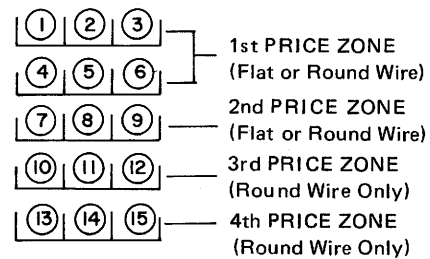 1 2 3
4 5 6
1st PRICE ZONE
(Flat or Round Wire)
7 8 9
2nd PRICE ZONE
(Flat or Round Wire)
10 11 12
3rd PRICE ZONE
(Round Wire Only)
13 14 15
4th PRICE ZONE
(Round Wire Only)